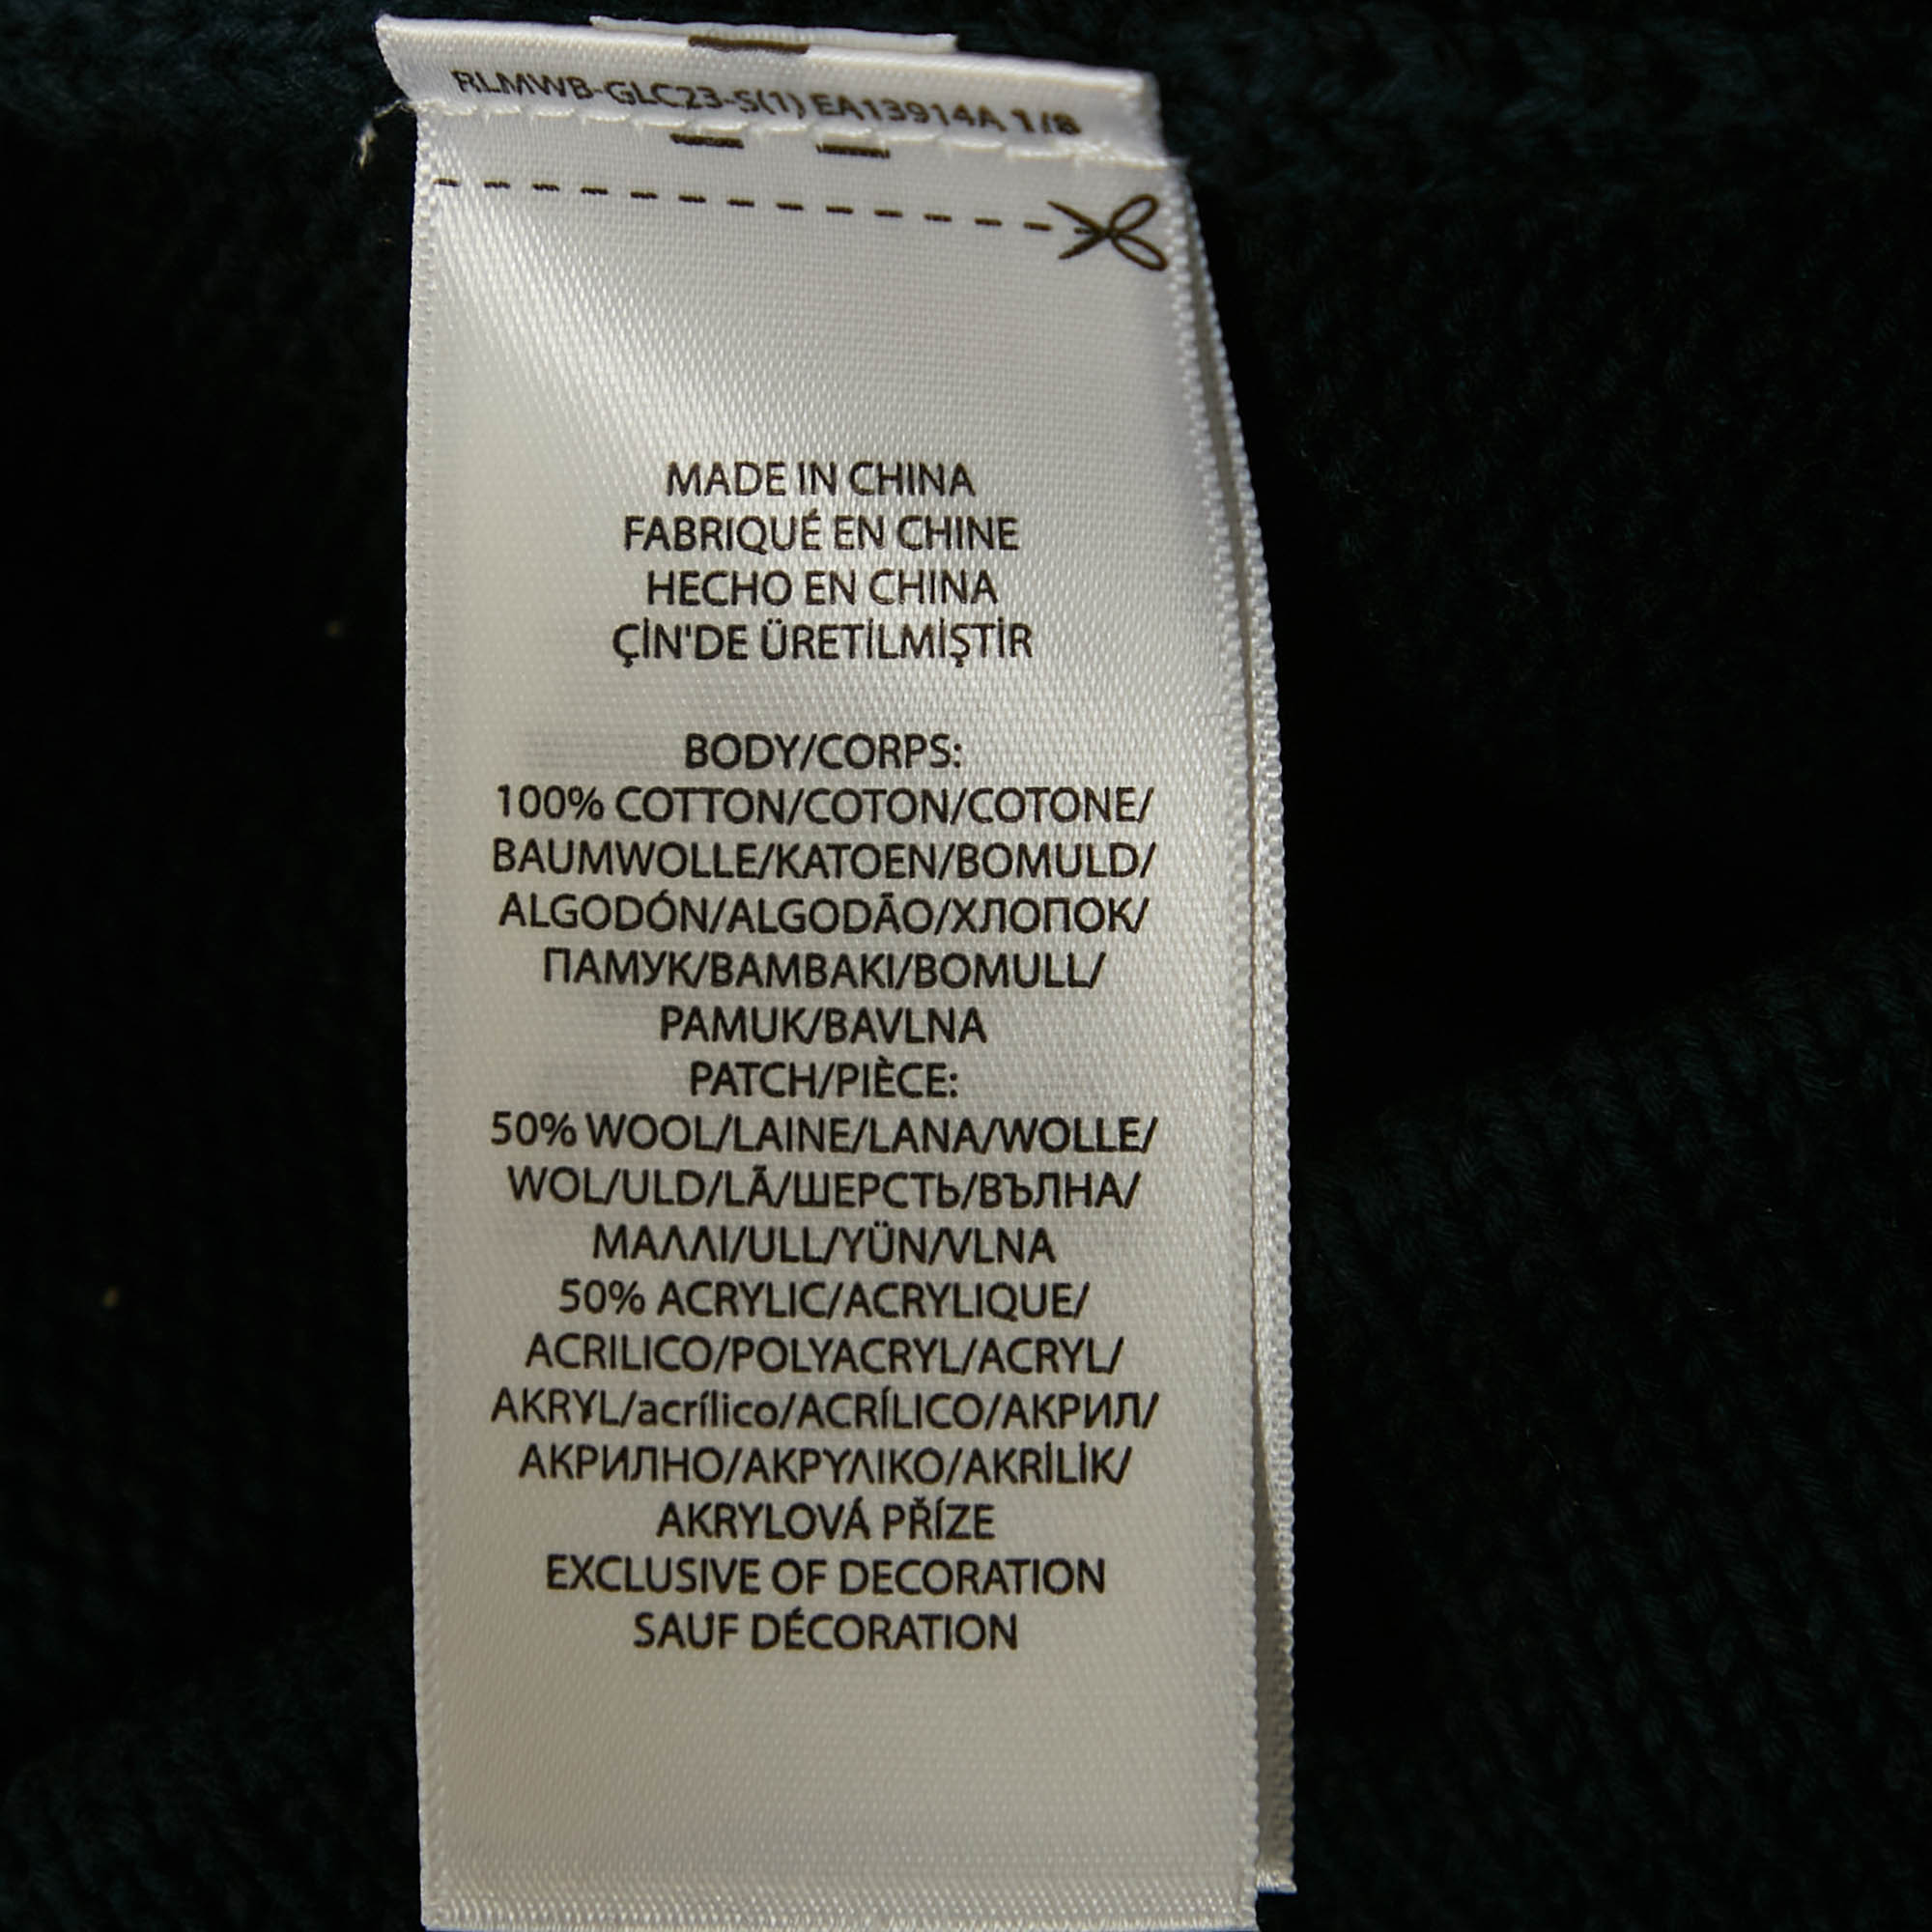 RLMWB-GLC23-S(1) EA13914A 1/8
MADE IN CHINA
FABRIQUÉ EN CHINE
HECHO EN CHINA
ÇİN'DE ÜRETİLMİŞTİR
BODY/CORPS:
100% COTTON/COTON/COTONE/
BAUMWOLLE/KATOEN/BOMULD/
ALGODÓN/ALGODÃO/ХЛОПОК/
ПАМУК/ΒΑΜΒΑΚΙ/BOMULL/
PAMUK/BAVLNA
PATCH/PIÈCE:
50% WOOL/LAINE/LANA/WOLLE/
WOL/ULD/LÃ/ШЕРСТЬ/ВЪЛНА/
ΜΑΛΛΙ/ULL/YÜN/VLNA
50% ACRYLIC/ACRYLIQUE/
ACRILICO/POLYACRYL/ACRYL/
AKRYL/acrílico/ACRÍLICO/АКРИЛ/
АКРИЛНО/ΑΚΡΥΛΙΚΟ/AKRİLİK/
AKRYLOVÁ PŘÍZE
EXCLUSIVE OF DECORATION
SAUF DÉCORATION